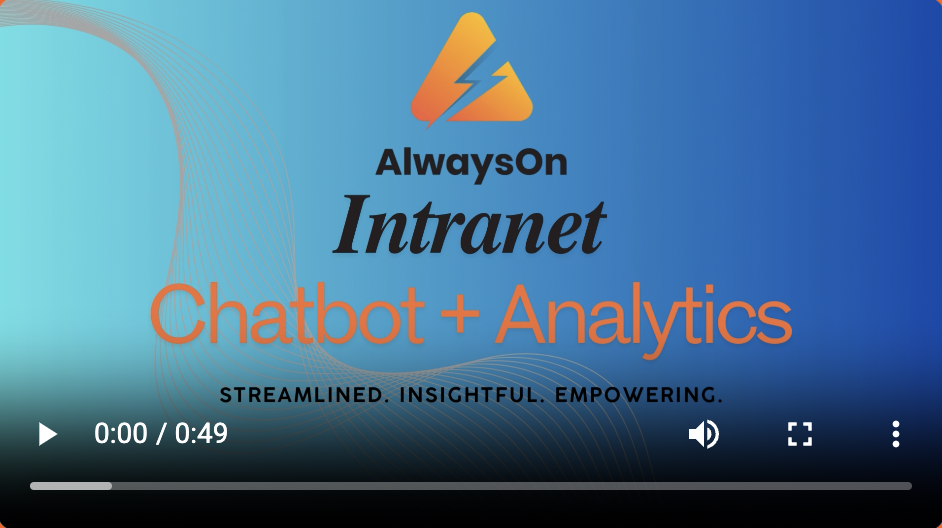 AlwaysOn
Intranet
Chatbot + Analytics
STREAMLINED. INSIGHTFUL. EMPOWERING.
0:00 / 0:49